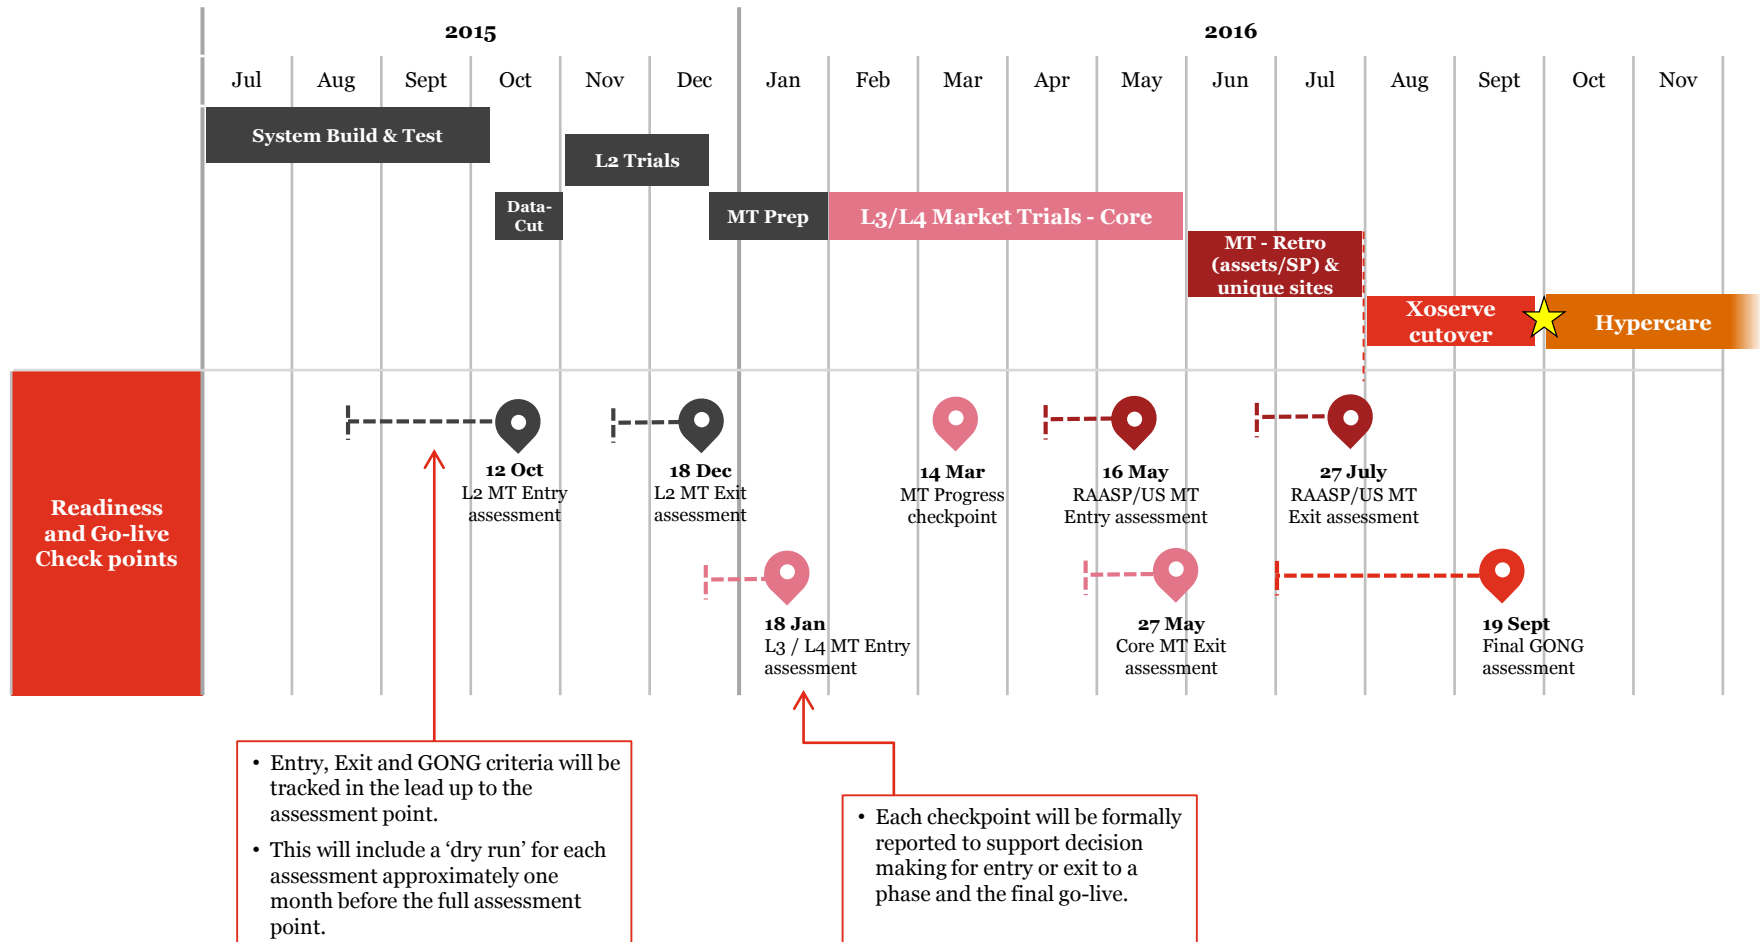 2015
2016
Jul
Aug
Sept
Oct
Nov
Dec
Jan
Feb
Mar
Apr
May
Jun
Jul
Aug
Sept
Oct
Nov
System Build & Test
L2 Trials
Data-
Cut
MT Prep
L3/L4 Market Trials - Core
MT - Retro
(assets/SP) &
unique sites
Xoserve
cutover
Hypercare
Readiness
and Go-live
Check points
12 Oct
L2 MT Entry
assessment
18 Dec
L2 MT Exit
assessment
14 Mar
MT Progress
checkpoint
16 May
RAASP/US MT
Entry assessment
27 July
RAASP/US MT
Exit assessment
18 Jan
L3 / L4 MT Entry
assessment
27 May
Core MT Exit
assessment
19 Sept
Final GONG
assessment
• Entry, Exit and GONG criteria will be
tracked in the lead up to the
assessment point.
• This will include a ‘dry run’ for each
assessment approximately one
month before the full assessment
point.
• Each checkpoint will be formally
reported to support decision
making for entry or exit to a
phase and the final go-live.